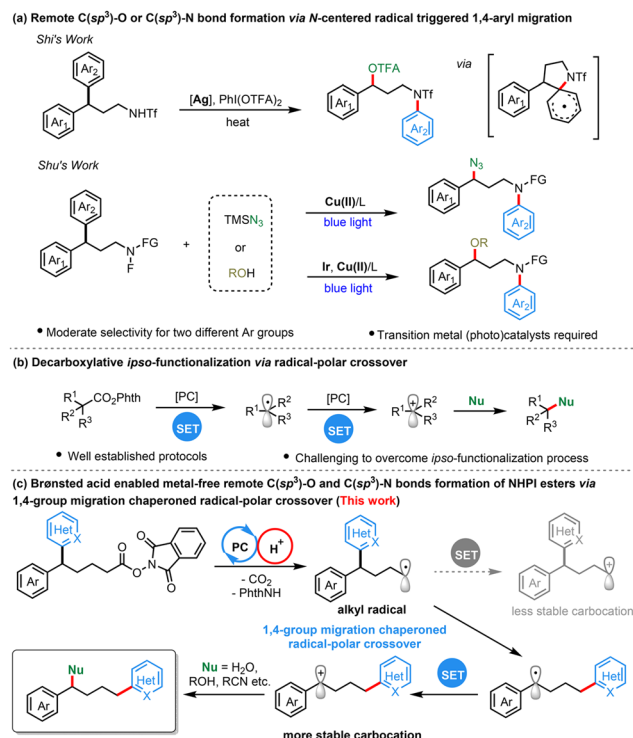 (a) Remote C(sp³)-O or C(sp³)-N bond formation via N-centered radical triggered 1,4-aryl migration
Shi's Work
Ar₂
Ar₁
NHTf
[Ag], PhI(OTFA)₂
heat
OTFA
Ar₁
NTf
Ar₂
via
Ar₁
NTf
Shu's Work
Ar₂
Ar₁
N
FG
F
+
TMSN₃
or
ROH
Cu(II)/L
blue light
N₃
Ar₁
N
FG
Ar₂
Ir, Cu(II)/L
blue light
OR
Ar₁
N
FG
Ar₂
• Moderate selectivity for two different Ar groups
• Transition metal (photo)catalysts required
(b) Decarboxylative ipso-functionalization via radical-polar crossover
R¹ CO₂Phth
R² R³
[PC]
SET
R¹ R²
R³
[PC]
SET
R¹ + R²
R³
Nu
R¹ Nu
R² R³
• Well established protocols
• Challenging to overcome ipso-functionalization process
(c) Brønsted acid enabled metal-free remote C(sp³)-O and C(sp³)-N bonds formation of NHPI esters via
1,4-group migration chaperoned radical-polar crossover (This work)
Het X
Ar
O
O
N
O
O
PC H⁺
- CO₂
- PhthNH
Het X
Ar
alkyl radical
SET
Het X
Ar
+
less stable carbocation
1,4-group migration chaperoned
radical-polar crossover
Nu
Ar
Het
X
Nu = H₂O,
ROH, RCN etc.
+
Ar
Het
X
more stable carbocation
SET
Ar
Het
X